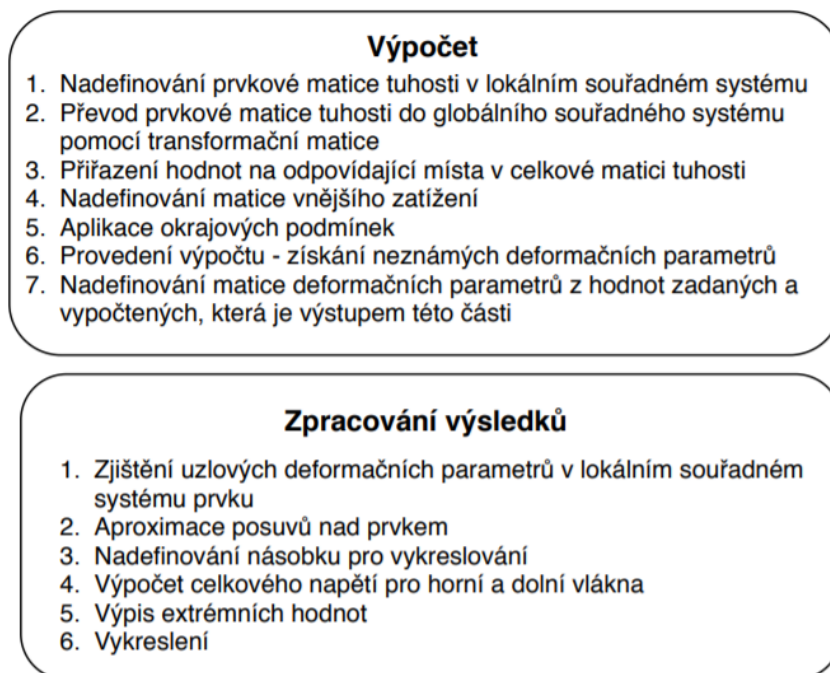 Výpočet
1. Nadefinování prvkové matice tuhosti v lokálním souřadném systému
2. Převod prvkové matice tuhosti do globálního souřadného systému
pomocí transformační matice
3. Přiřazení hodnot na odpovídající místa v celkové matici tuhosti
4. Nadefinování matice vnějšího zatížení
5. Aplikace okrajových podmínek
6. Provedení výpočtu - získání neznámých deformačních parametrů
7. Nadefinování matice deformačních parametrů z hodnot zadaných a
vypočtených, která je výstupem této části
Zpracování výsledků
1. Zjištění uzlových deformačních parametrů v lokálním souřadném
systému prvku
2. Aproximace posuvů nad prvkem
3. Nadefinování násobku pro vykreslování
4. Výpočet celkového napětí pro horní a dolní vlákna
5. Výpis extrémních hodnot
6. Vykreslení